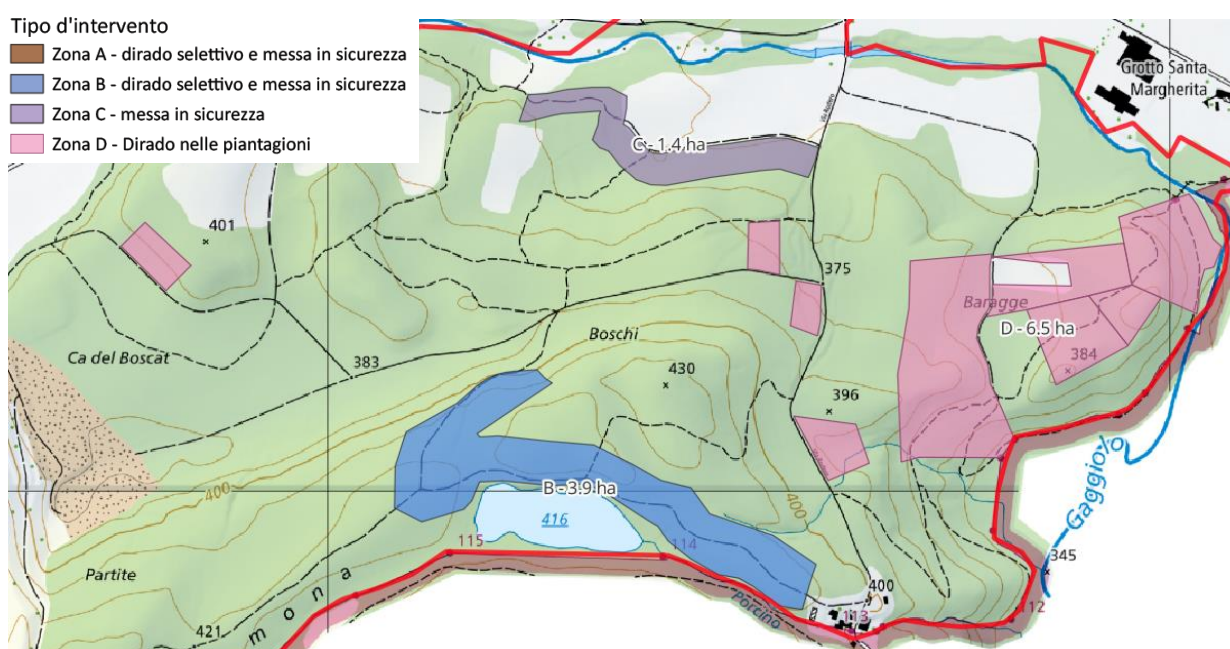 Tipo d'intervento
Zona A - dirado selettivo e messa in sicurezza
Zona B - dirado selettivo e messa in sicurezza
Zona C - messa in sicurezza
Zona D - Dirado nelle piantagioni
Grotto Santa
Margherita
C - 1.4 ha
401
375
Baragge
D - 6.5 ha
Boschi
Ca del Boscat
383
384
430
396
400
B - 3.9 ha
400
416
Gaggiolo
115
114
345
Partite
400
mona
Porcino
112
113
421